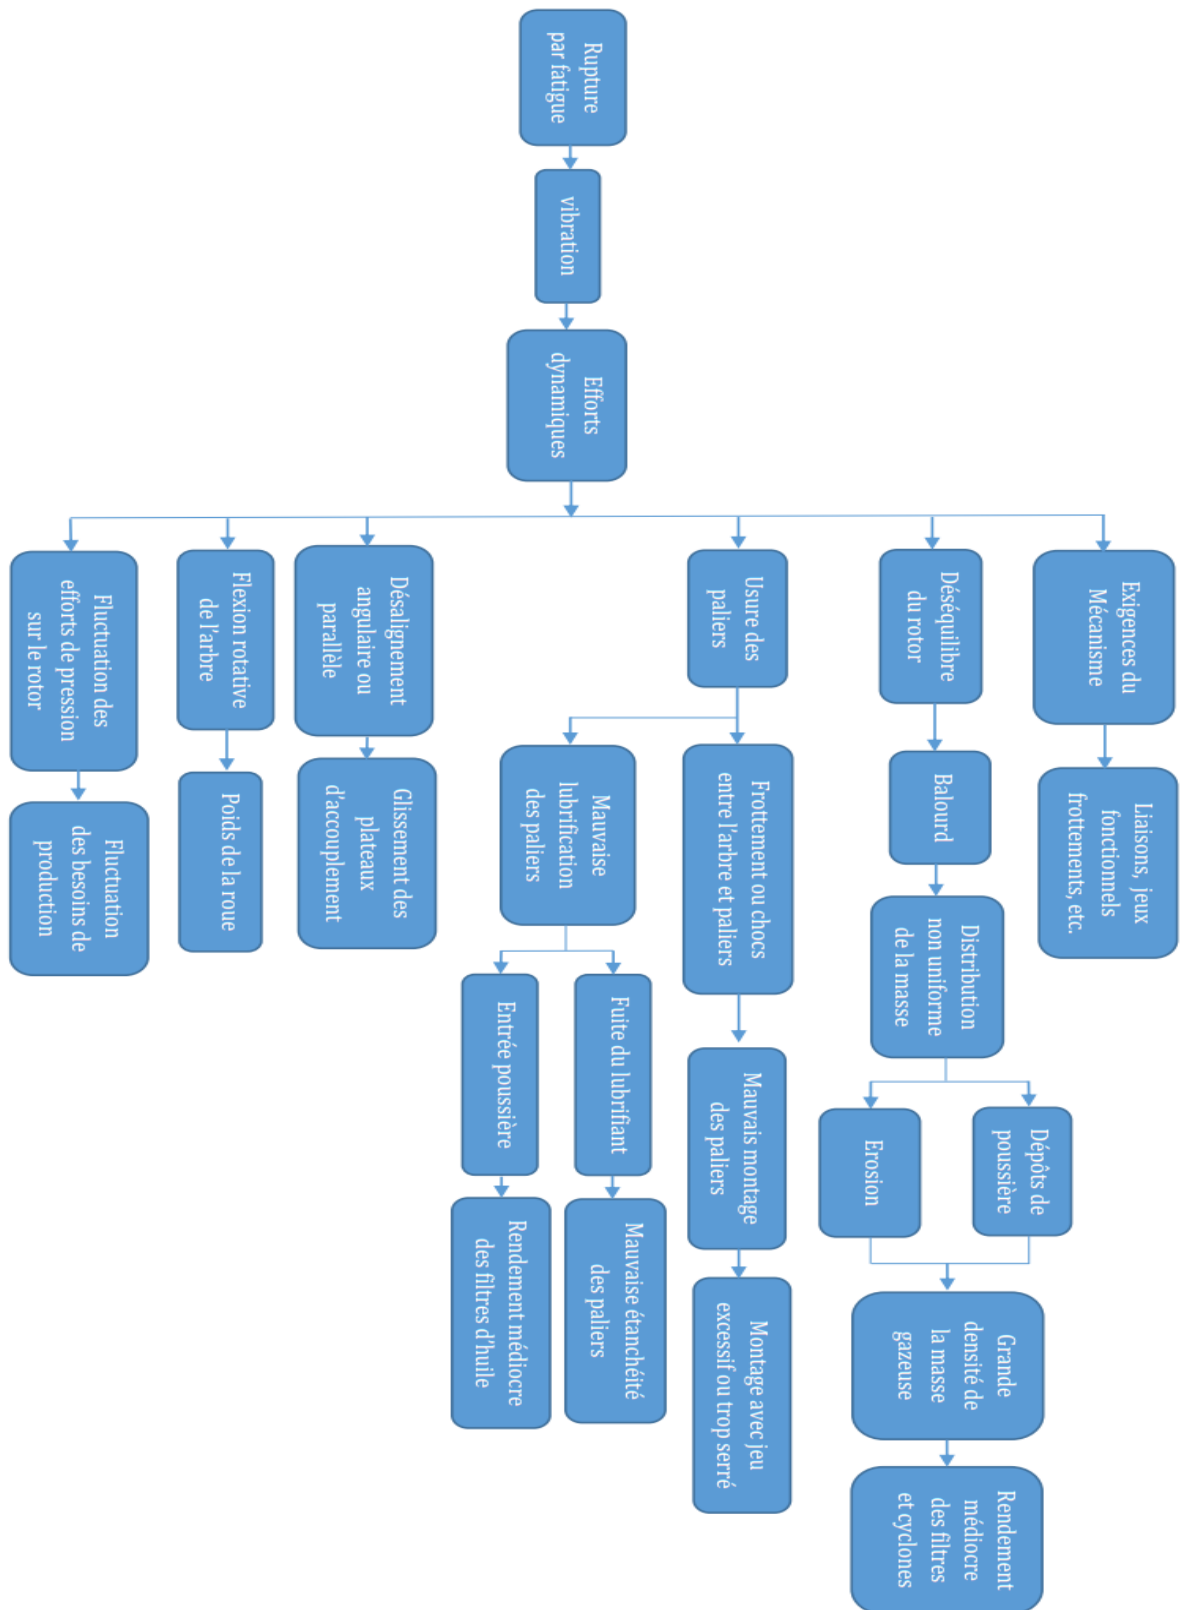 Rupture
par fatigue
vibration
Efforts
dynamiques
Exigences du
Mécanisme
Liaisons, jeux
fonctionnels
frottements, etc.
Déséquilibre
du rotor
Balourd
Distribution
non uniforme
de la masse
Dépôts de
poussière
Erosion
Grande
densité de
la masse
gazeuse
Rendement
médiocre
des filtres
et cyclones
Usure des
paliers
Frottement ou chocs
entre l'arbre et paliers
Mauvais montage
des paliers
Montage avec jeu
excessif ou trop serré
Mauvaise
lubrification
des paliers
Fuite du lubrifiant
Mauvaise étanchéité
des paliers
Entrée poussière
Rendement médiocre
des filtres d'huile
Désalignement
angulaire ou
parallèle
Glissement des
plateaux
d'accouplement
Flexion rotative
de l'arbre
Poids de la roue
Fluctuation des
efforts de pression
sur le rotor
Fluctuation
des besoins de
production